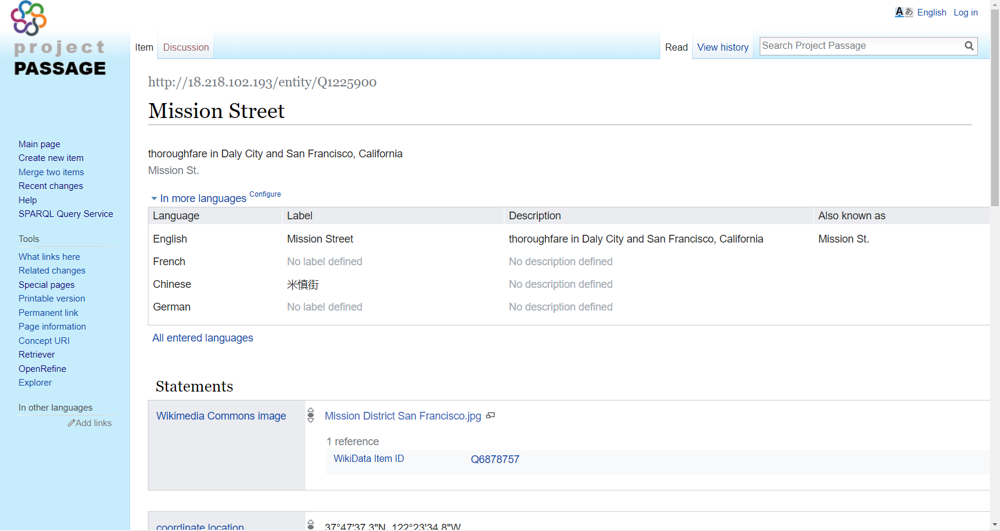 project
PASSAGE
Aあ English Log in
Item Discussion Read View history Search Project Passage
http://18.218.102.193/entity/Q1225900
Mission Street
thoroughfare in Daly City and San Francisco, California
Mission St.
In more languages Configure
Language Label Description Also known as
English Mission Street thoroughfare in Daly City and San Francisco, California Mission St.
French No label defined No description defined
Chinese 米慎街 No description defined
German No label defined No description defined
All entered languages
Main page
Create new item
Merge two items
Recent changes
Help
SPARQL Query Service
Tools
What links here
Related changes
Special pages
Printable version
Permanent link
Page information
Concept URI
Retriever
OpenRefine
Explorer
In other languages
Add links
Statements
Wikimedia Commons image Mission District San Francisco.jpg
1 reference
WikiData Item ID Q6878757
coordinate location 37°47'37.3"N, 122°23'34.8"W